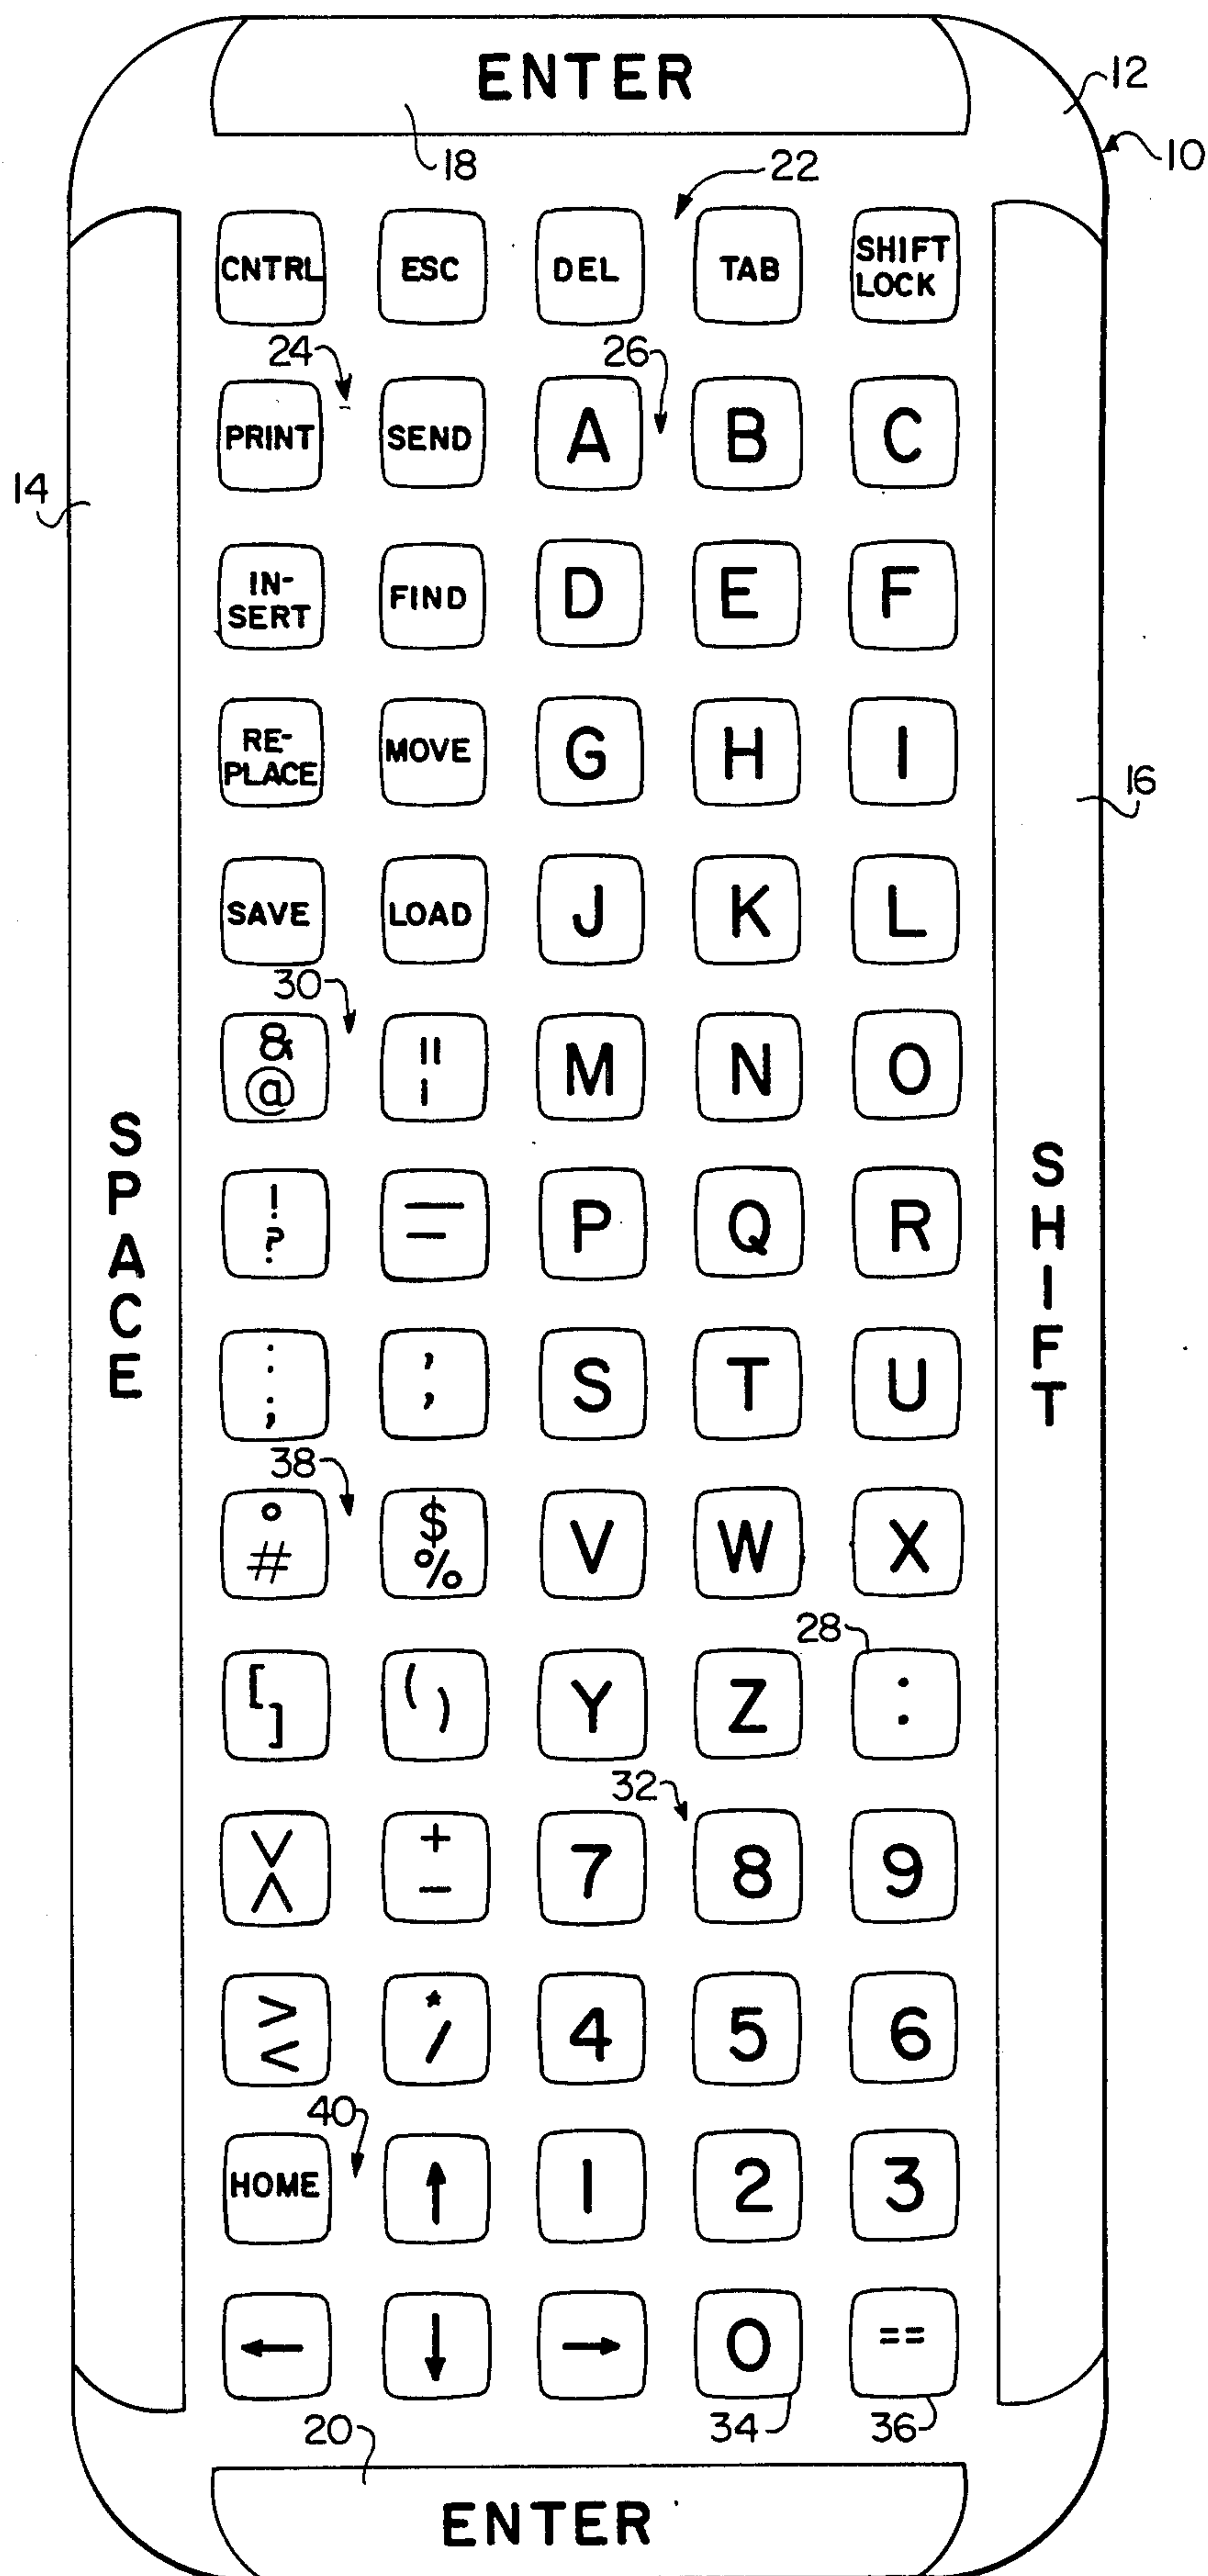 ENTER
12
18
22
10
CNTRL ESC DEL TAB SHIFT LOCK
24 26
PRINT SEND A B C
14
IN-SERT FIND D E F
RE-PLACE MOVE G H I
16
SAVE LOAD J K L
30
& @ " ' M N O
SPACE
SHIFT
! ? — - P Q R
: ; ' , S T U
38
° # $ % V W X
28
[ ] ( ) Y Z :
32
∨ ∧ + - 7 8 9
> < * / 4 5 6
40
HOME ↑ 1 2 3
← ↓ → 0 ==
20 34 36
ENTER